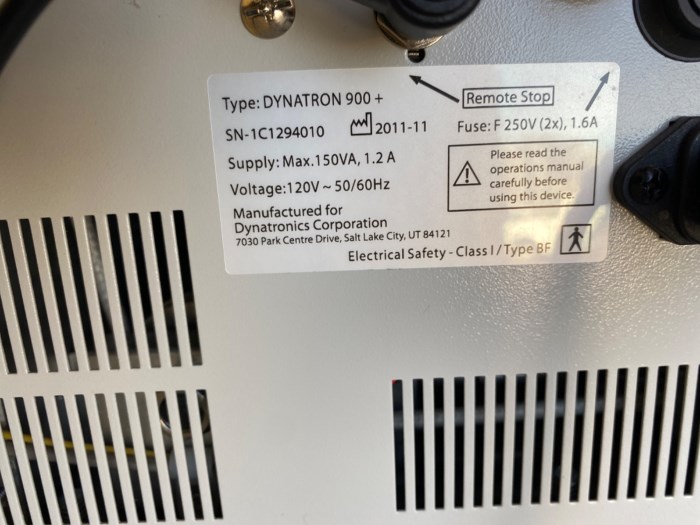 Type: DYNATRON 900 +
Remote Stop
SN-1C1294010
2011-11
Fuse: F 250V (2x), 1.6A
Supply: Max.150VA, 1.2 A
Voltage:120V ~ 50/60Hz
Please read the
operations manual
carefully before
using this device.
Manufactured for
Dynatronics Corporation
7030 Park Centre Drive, Salt Lake City, UT 84121
Electrical Safety - Class I / Type BF